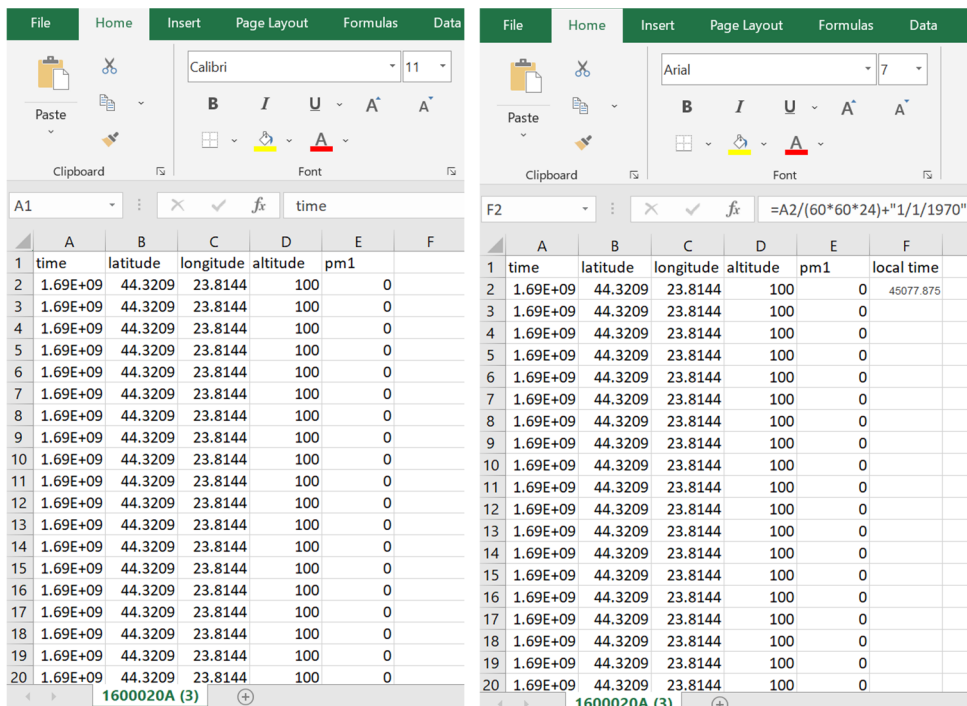 File Home Insert Page Layout Formulas Data
Paste
Calibri 11
B I U A A
A
Clipboard Font
A1 fx time
A B C D E F
1 time latitude longitude altitude pm1
2 1.69E+09 44.3209 23.8144 100 0
3 1.69E+09 44.3209 23.8144 100 0
4 1.69E+09 44.3209 23.8144 100 0
5 1.69E+09 44.3209 23.8144 100 0
6 1.69E+09 44.3209 23.8144 100 0
7 1.69E+09 44.3209 23.8144 100 0
8 1.69E+09 44.3209 23.8144 100 0
9 1.69E+09 44.3209 23.8144 100 0
10 1.69E+09 44.3209 23.8144 100 0
11 1.69E+09 44.3209 23.8144 100 0
12 1.69E+09 44.3209 23.8144 100 0
13 1.69E+09 44.3209 23.8144 100 0
14 1.69E+09 44.3209 23.8144 100 0
15 1.69E+09 44.3209 23.8144 100 0
16 1.69E+09 44.3209 23.8144 100 0
17 1.69E+09 44.3209 23.8144 100 0
18 1.69E+09 44.3209 23.8144 100 0
19 1.69E+09 44.3209 23.8144 100 0
20 1.69E+09 44.3209 23.8144 100 0
1600020A (3)
File Home Insert Page Layout Formulas Data
Paste
Arial 7
B I U A A
A
Clipboard Font
F2 fx =A2/(60*60*24)+"1/1/1970"
A B C D E F
1 time latitude longitude altitude pm1 local time
2 1.69E+09 44.3209 23.8144 100 0 45077.875
3 1.69E+09 44.3209 23.8144 100 0
4 1.69E+09 44.3209 23.8144 100 0
5 1.69E+09 44.3209 23.8144 100 0
6 1.69E+09 44.3209 23.8144 100 0
7 1.69E+09 44.3209 23.8144 100 0
8 1.69E+09 44.3209 23.8144 100 0
9 1.69E+09 44.3209 23.8144 100 0
10 1.69E+09 44.3209 23.8144 100 0
11 1.69E+09 44.3209 23.8144 100 0
12 1.69E+09 44.3209 23.8144 100 0
13 1.69E+09 44.3209 23.8144 100 0
14 1.69E+09 44.3209 23.8144 100 0
15 1.69E+09 44.3209 23.8144 100 0
16 1.69E+09 44.3209 23.8144 100 0
17 1.69E+09 44.3209 23.8144 100 0
18 1.69E+09 44.3209 23.8144 100 0
19 1.69E+09 44.3209 23.8144 100 0
20 1.69E+09 44.3209 23.8144 100 0
1600020A (3)